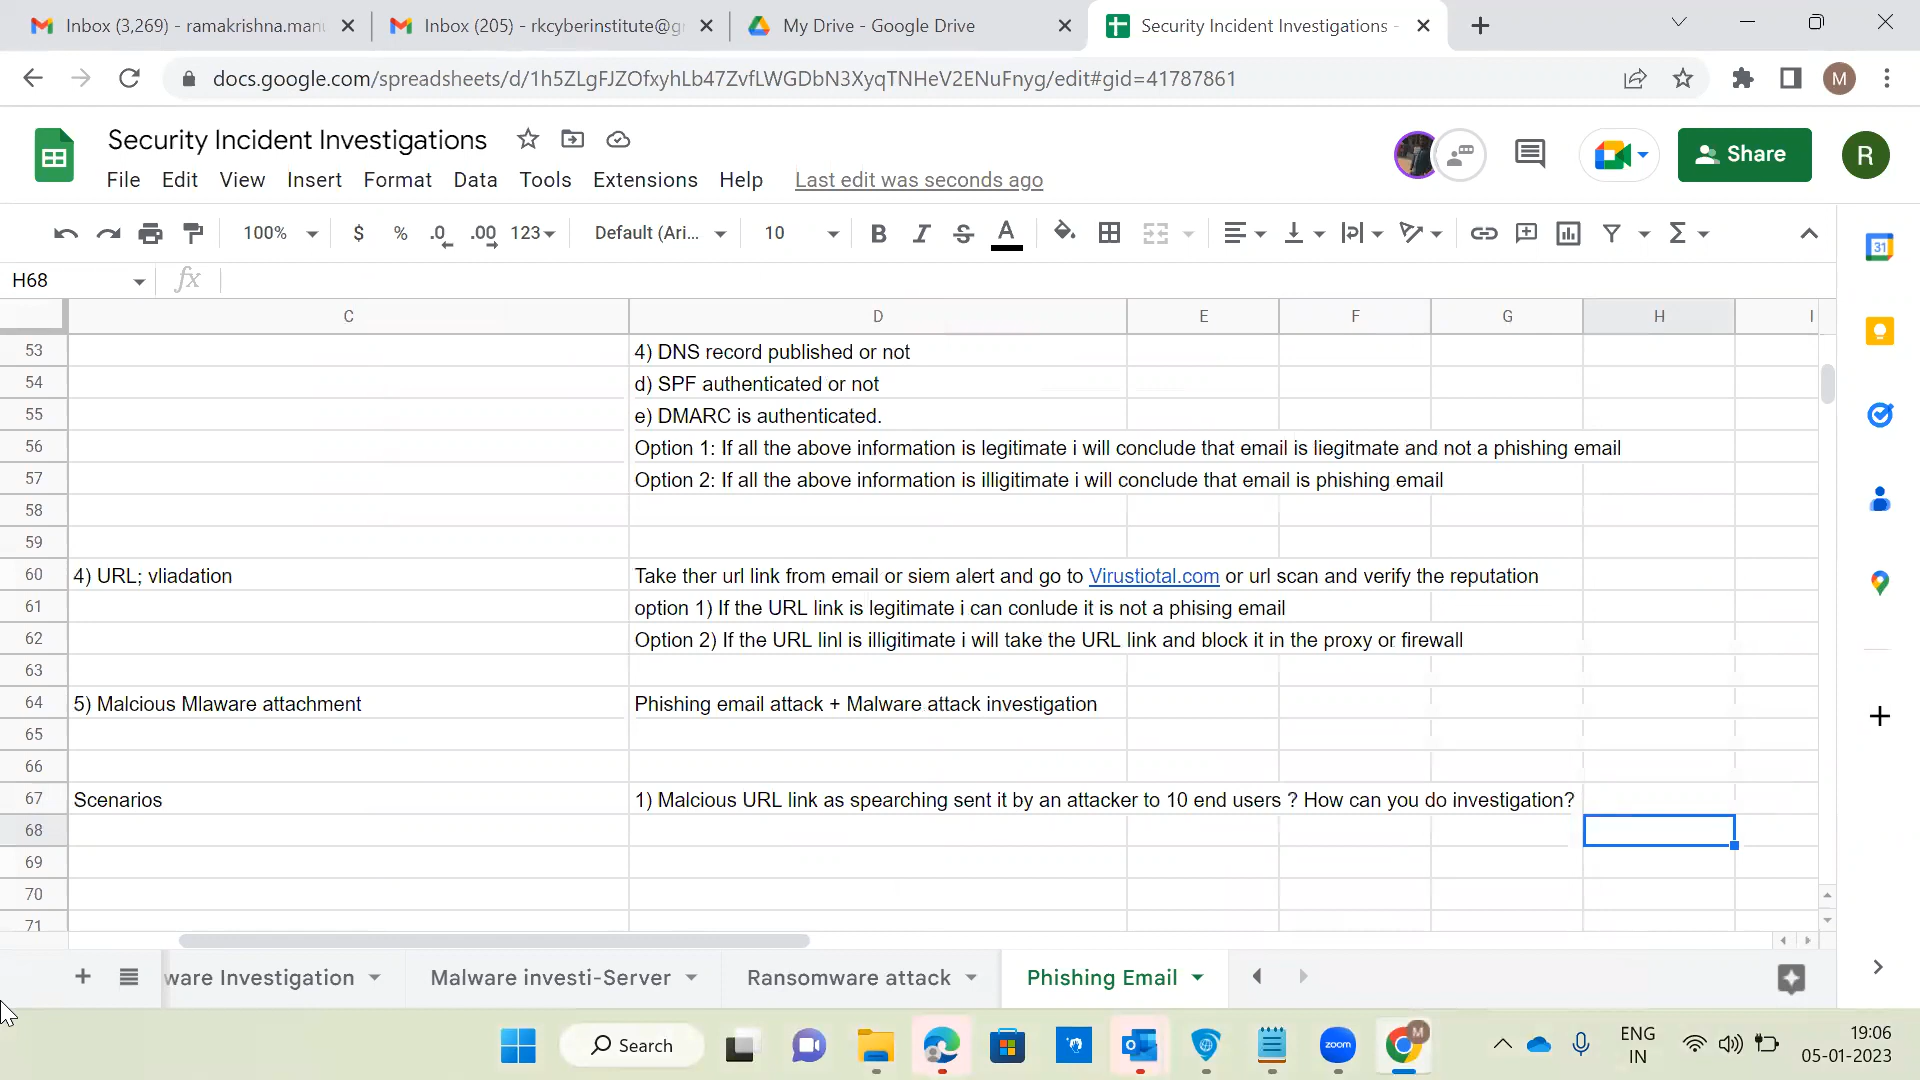 Inbox (3,269) - ramakrishna.manu
Inbox (205) - rkcyberinstitute@gm
My Drive - Google Drive
Security Incident Investigations -
docs.google.com/spreadsheets/d/1h5ZLgFJZOfxyhLb47ZvfLWGDbN3XyqTNHeV2ENuFnyg/edit#gid=41787861
M
Security Incident Investigations
File Edit View Insert Format Data Tools Extensions Help Last edit was seconds ago
Share
R
100% $ % .0 .00 123 Default (Ari... 10 B I S A
31
H68
fx
C D E F G H I
53 4) DNS record published or not
54 d) SPF authenticated or not
55 e) DMARC is authenticated.
56 Option 1: If all the above information is legitimate i will conclude that email is liegitmate and not a phishing email
57 Option 2: If all the above information is illigitimate i will conclude that email is phishing email
58
59
60 4) URL; vliadation Take ther url link from email or siem alert and go to Virustiotal.com or url scan and verify the reputation
61 option 1) If the URL link is legitimate i can conlude it is not a phising email
62 Option 2) If the URL linl is illigitimate i will take the URL link and block it in the proxy or firewall
63
64 5) Malcious Mlaware attachment Phishing email attack + Malware attack investigation
65
66
67 Scenarios 1) Malcious URL link as spearching sent it by an attacker to 10 end users ? How can you do investigation?
68
69
70
71
ware Investigation Malware investi-Server Ransomware attack Phishing Email
Search
zoom
M
ENG
IN
19:06
05-01-2023